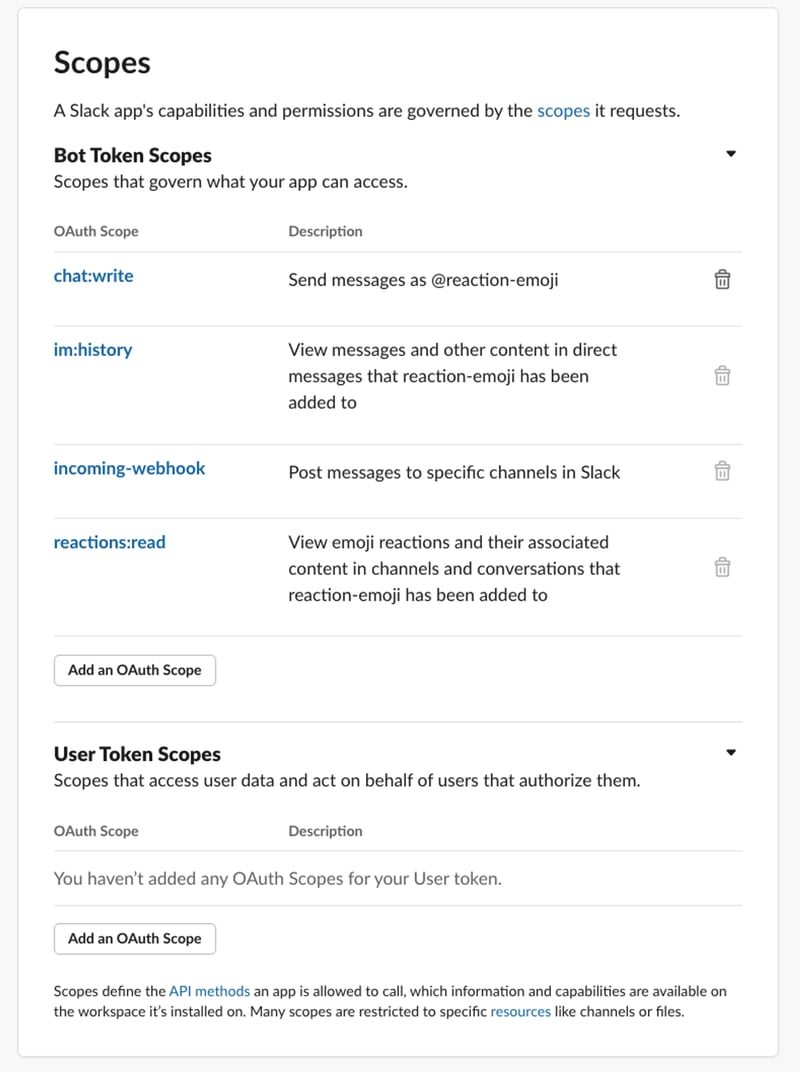 Scopes
A Slack app's capabilities and permissions are governed by the scopes it requests.
Bot Token Scopes
Scopes that govern what your app can access.
OAuth Scope Description
chat:write Send messages as @reaction-emoji
im:history View messages and other content in direct
messages that reaction-emoji has been
added to
incoming-webhook Post messages to specific channels in Slack
reactions:read View emoji reactions and their associated
content in channels and conversations that
reaction-emoji has been added to
Add an OAuth Scope
User Token Scopes
Scopes that access user data and act on behalf of users that authorize them.
OAuth Scope Description
You haven’t added any OAuth Scopes for your User token.
Add an OAuth Scope
Scopes define the API methods an app is allowed to call, which information and capabilities are available on
the workspace it’s installed on. Many scopes are restricted to specific resources like channels or files.